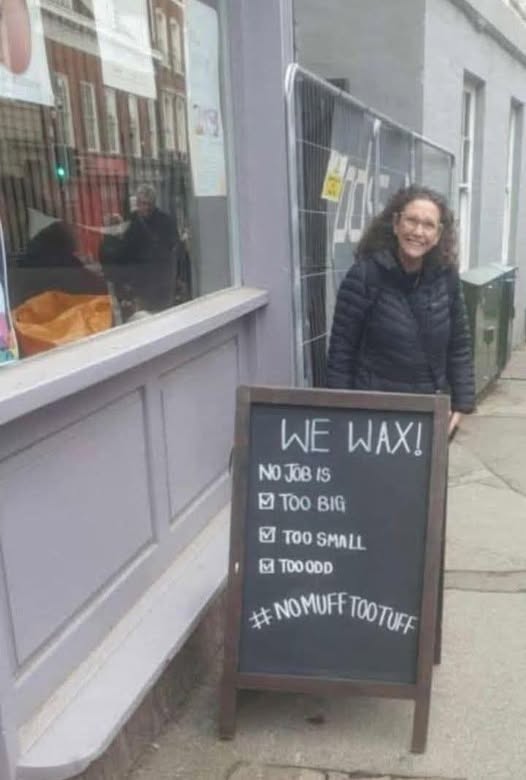 WE WAX!
NO JOB IS
☑ TOO BIG
☑ TOO SMALL
☑ TOO ODD
#NOMUFFTOOTUFF